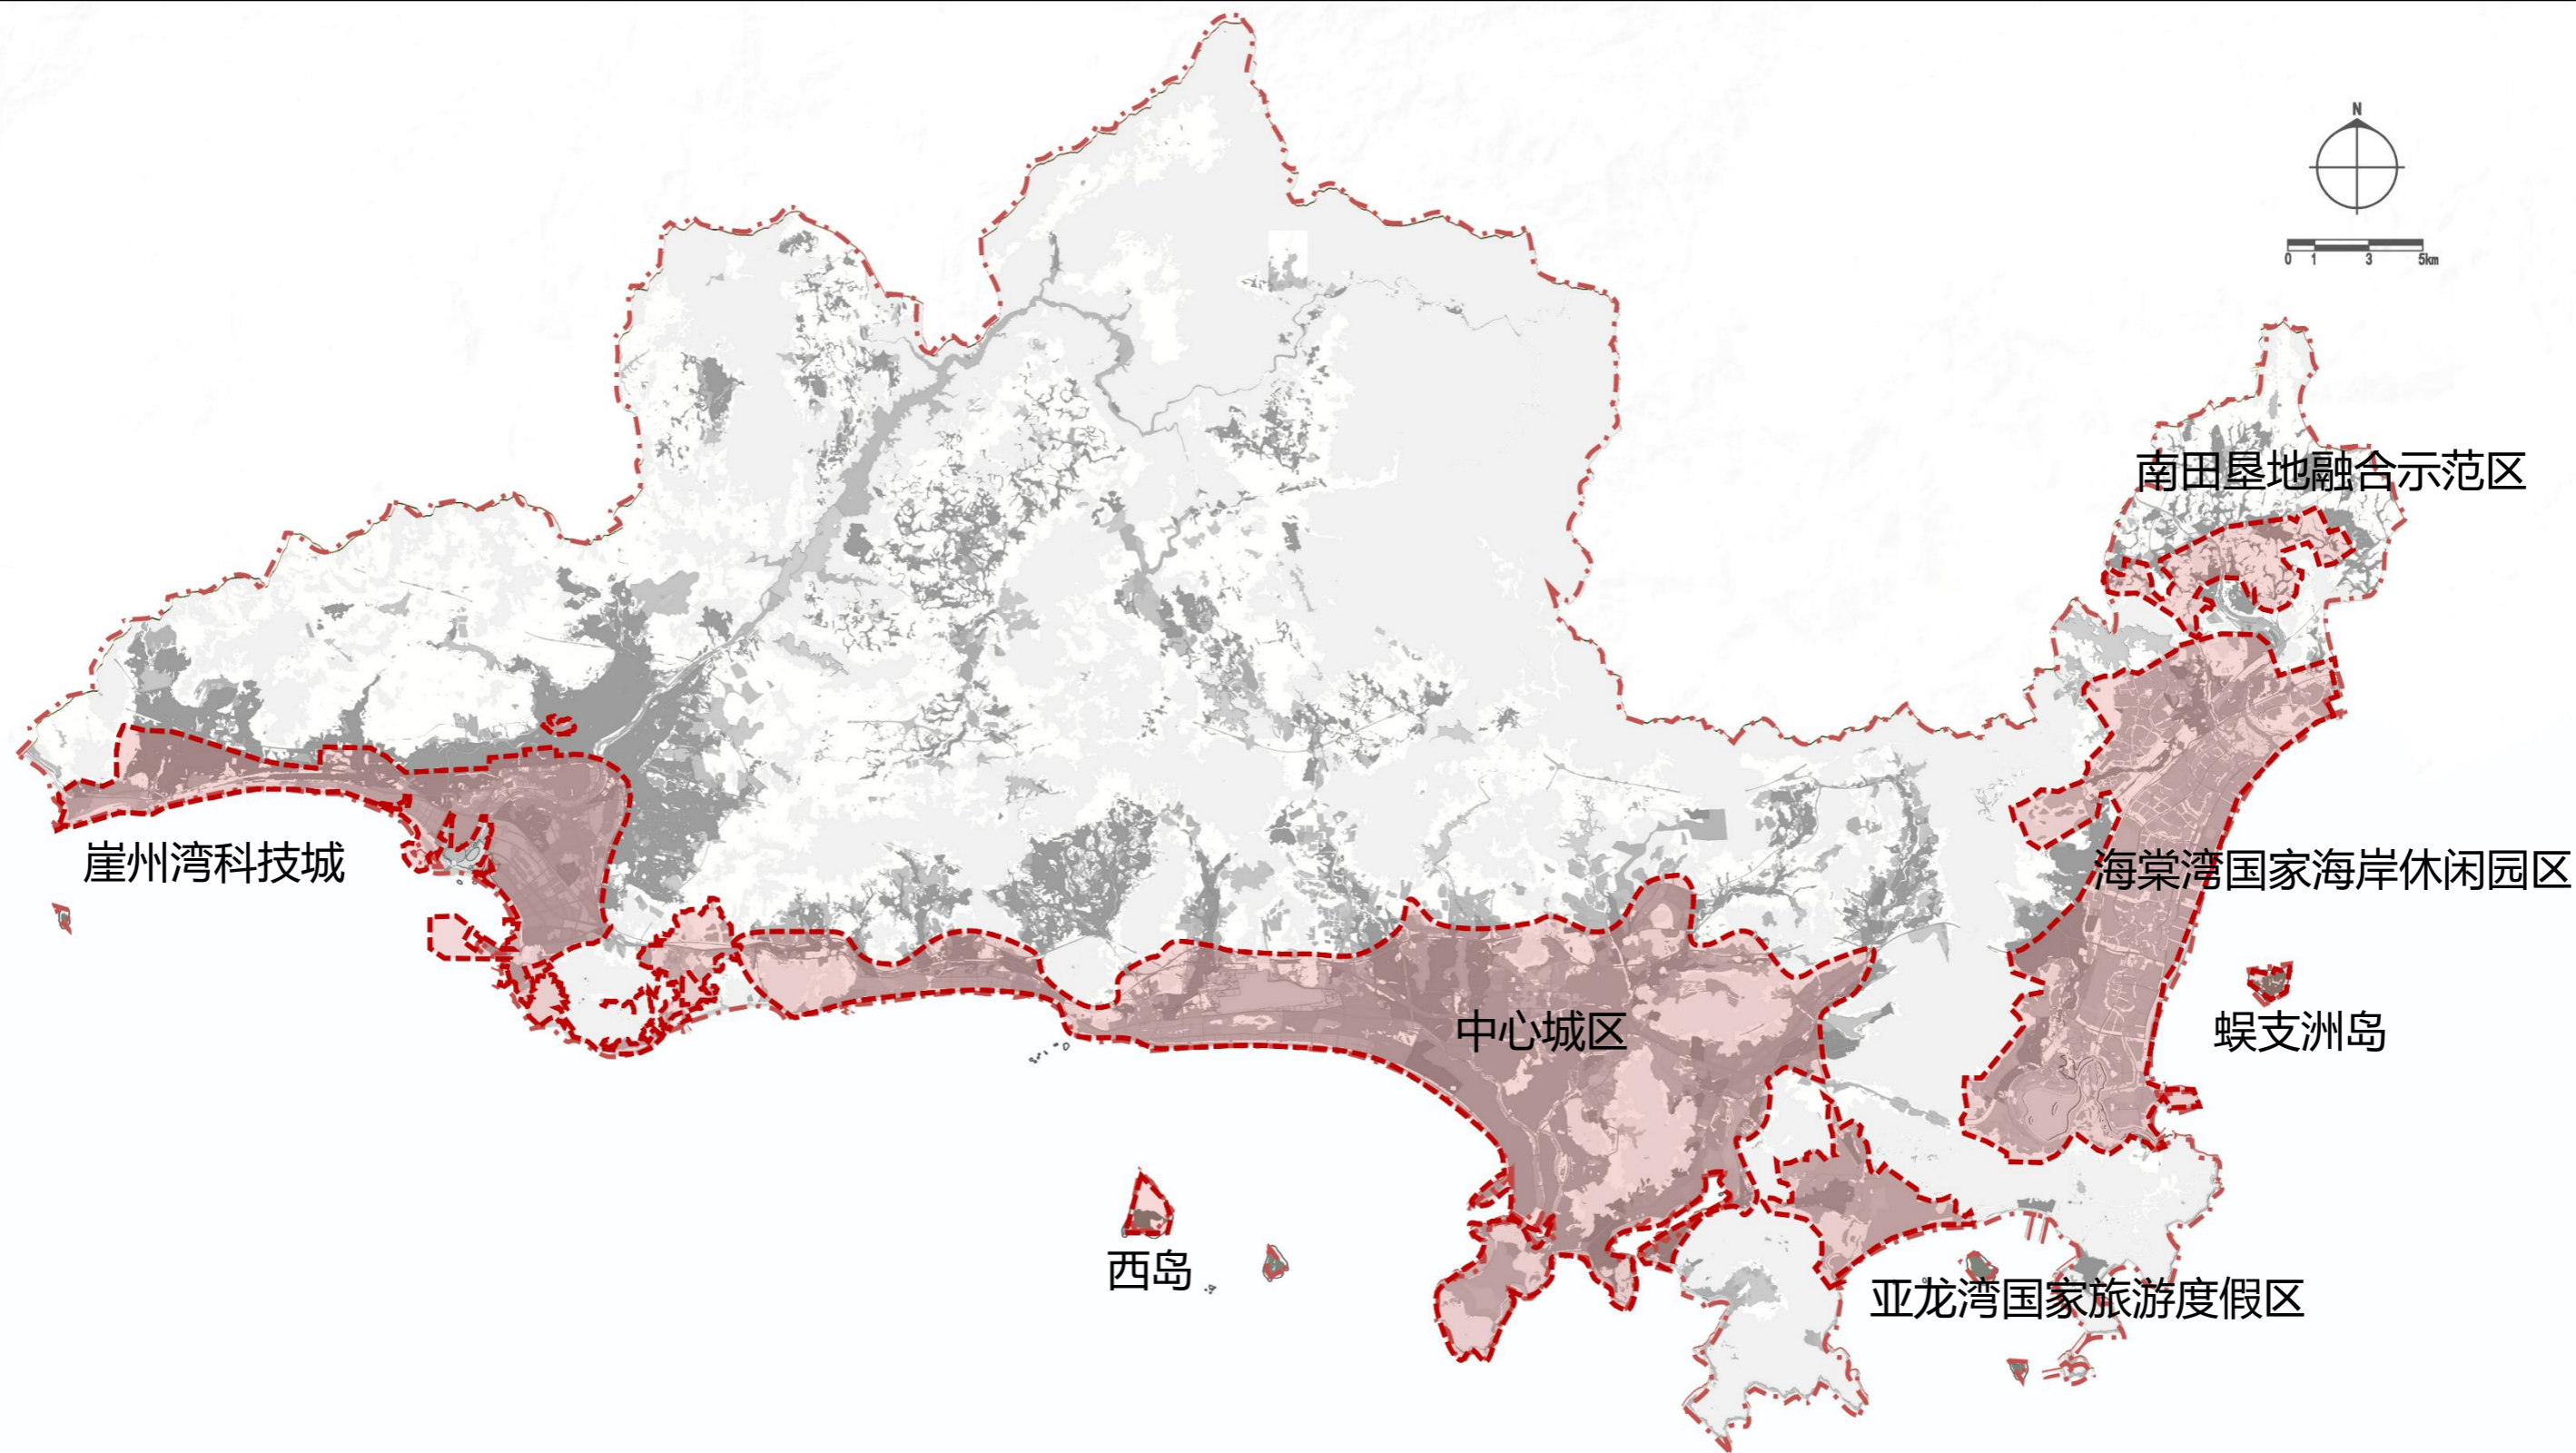 N
0 1 3 5km
南田垦地融合示范区
崖州湾科技城
海棠湾国家海岸休闲园区
中心城区
蜈支洲岛
西岛
亚龙湾国家旅游度假区